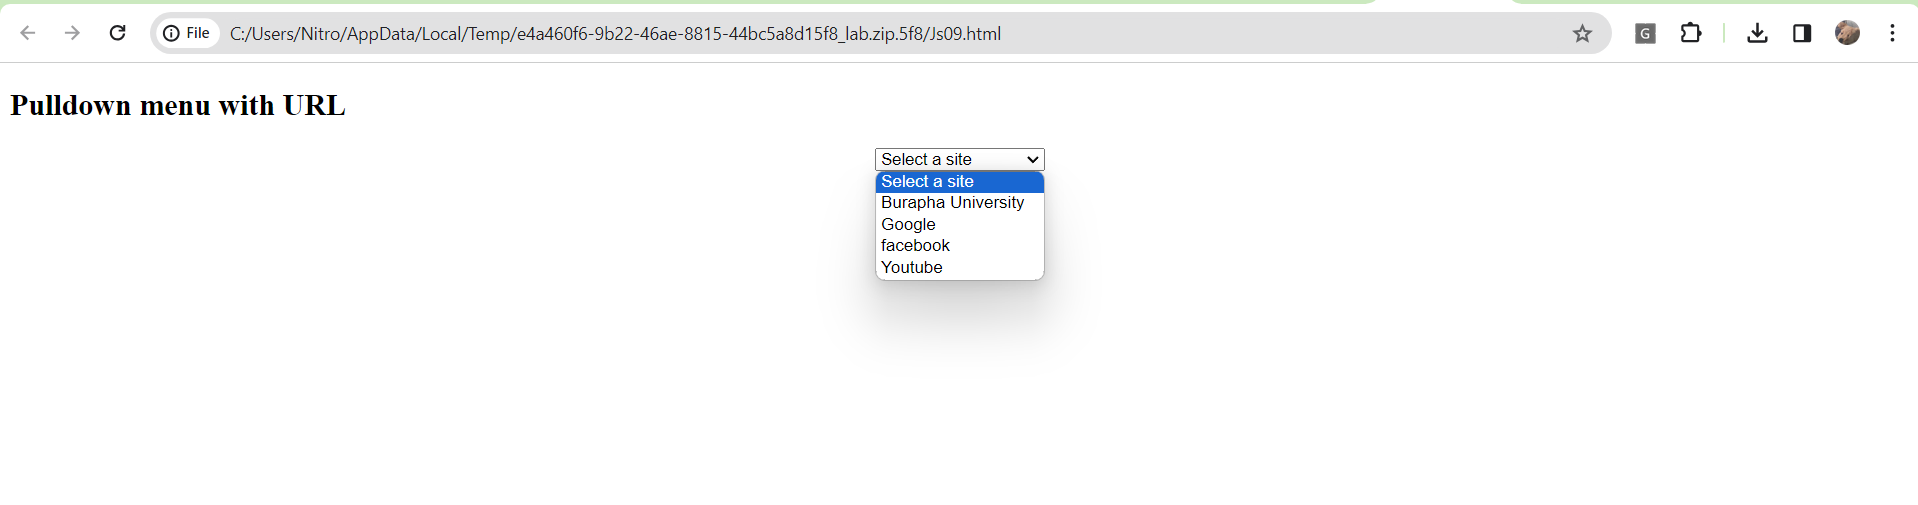 File C:/Users/Nitro/AppData/Local/Temp/e4a460f6-9b22-46ae-8815-44bc5a8d15f8_lab.zip.5f8/Js09.html G
Pulldown menu with URL
Select a site
Select a site
Burapha University
Google
facebook
Youtube